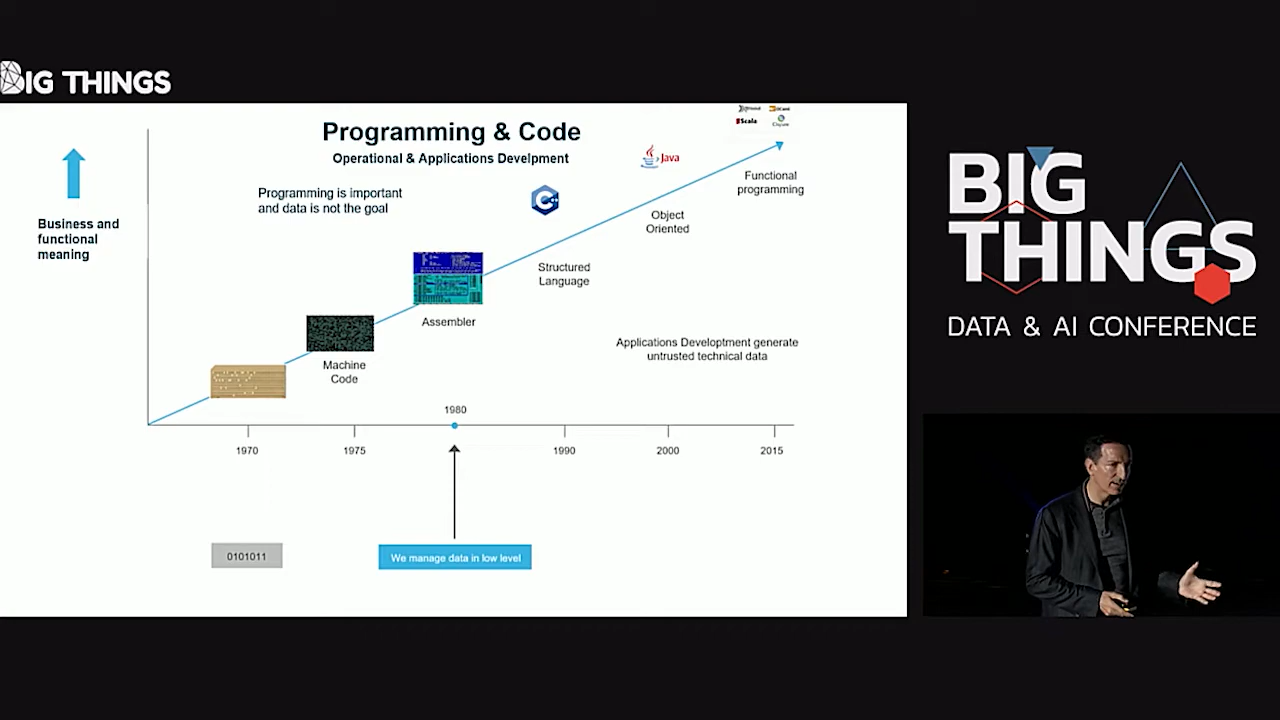 BIG THINGS
Programming & Code
Operational & Applications Develpment
Programming is important
and data is not the goal
Business and
functional
meaning
Scala
Java
Functional
programming
Object
Oriented
C++
Structured
Language
Assembler
Machine
Code
Applications Developtment generate
untrusted technical data
1980
1970
1975
1990
2000
2015
0101011
We manage data in low level
BIG
THINGS
DATA & AI CONFERENCE